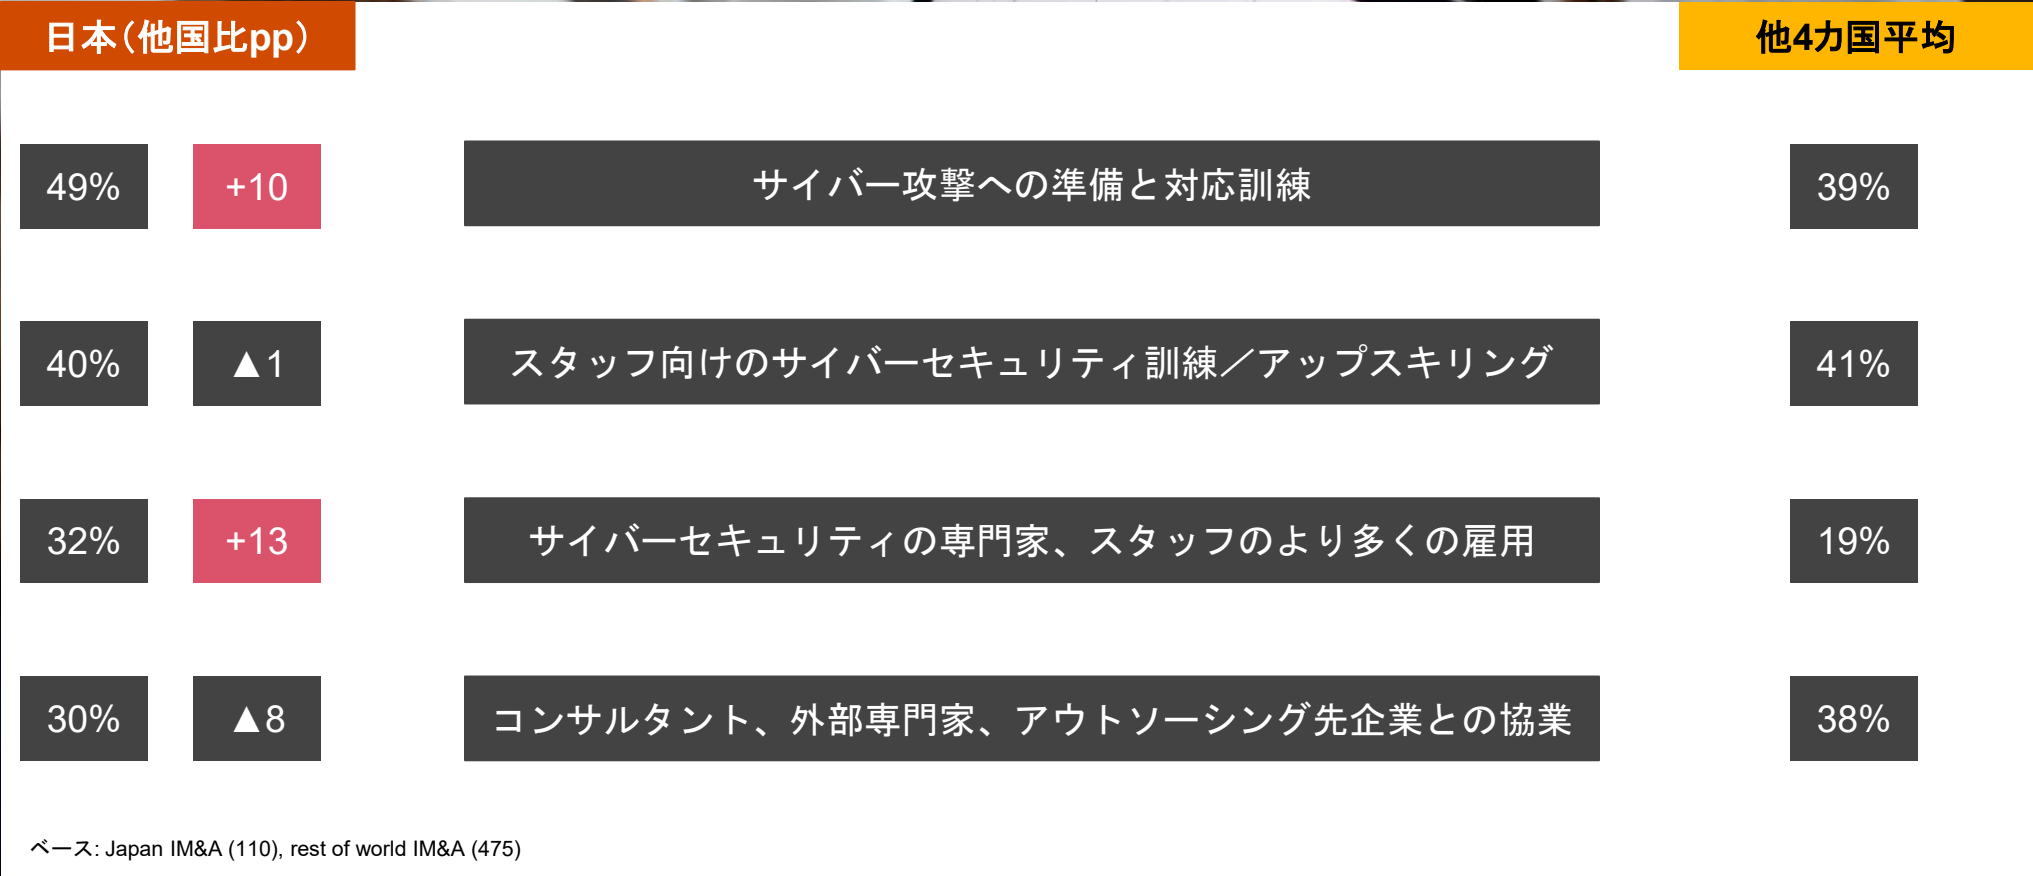 日本（他国比pp）
他4カ国平均
49%
+10
サイバー攻撃への準備と対応訓練
39%
40%
▲1
スタッフ向けのサイバーセキュリティ訓練／アップスキリング
41%
32%
+13
サイバーセキュリティの専門家、スタッフのより多くの雇用
19%
30%
▲8
コンサルタント、外部専門家、アウトソーシング先企業との協業
38%
ベース: Japan IM&A (110), rest of world IM&A (475)